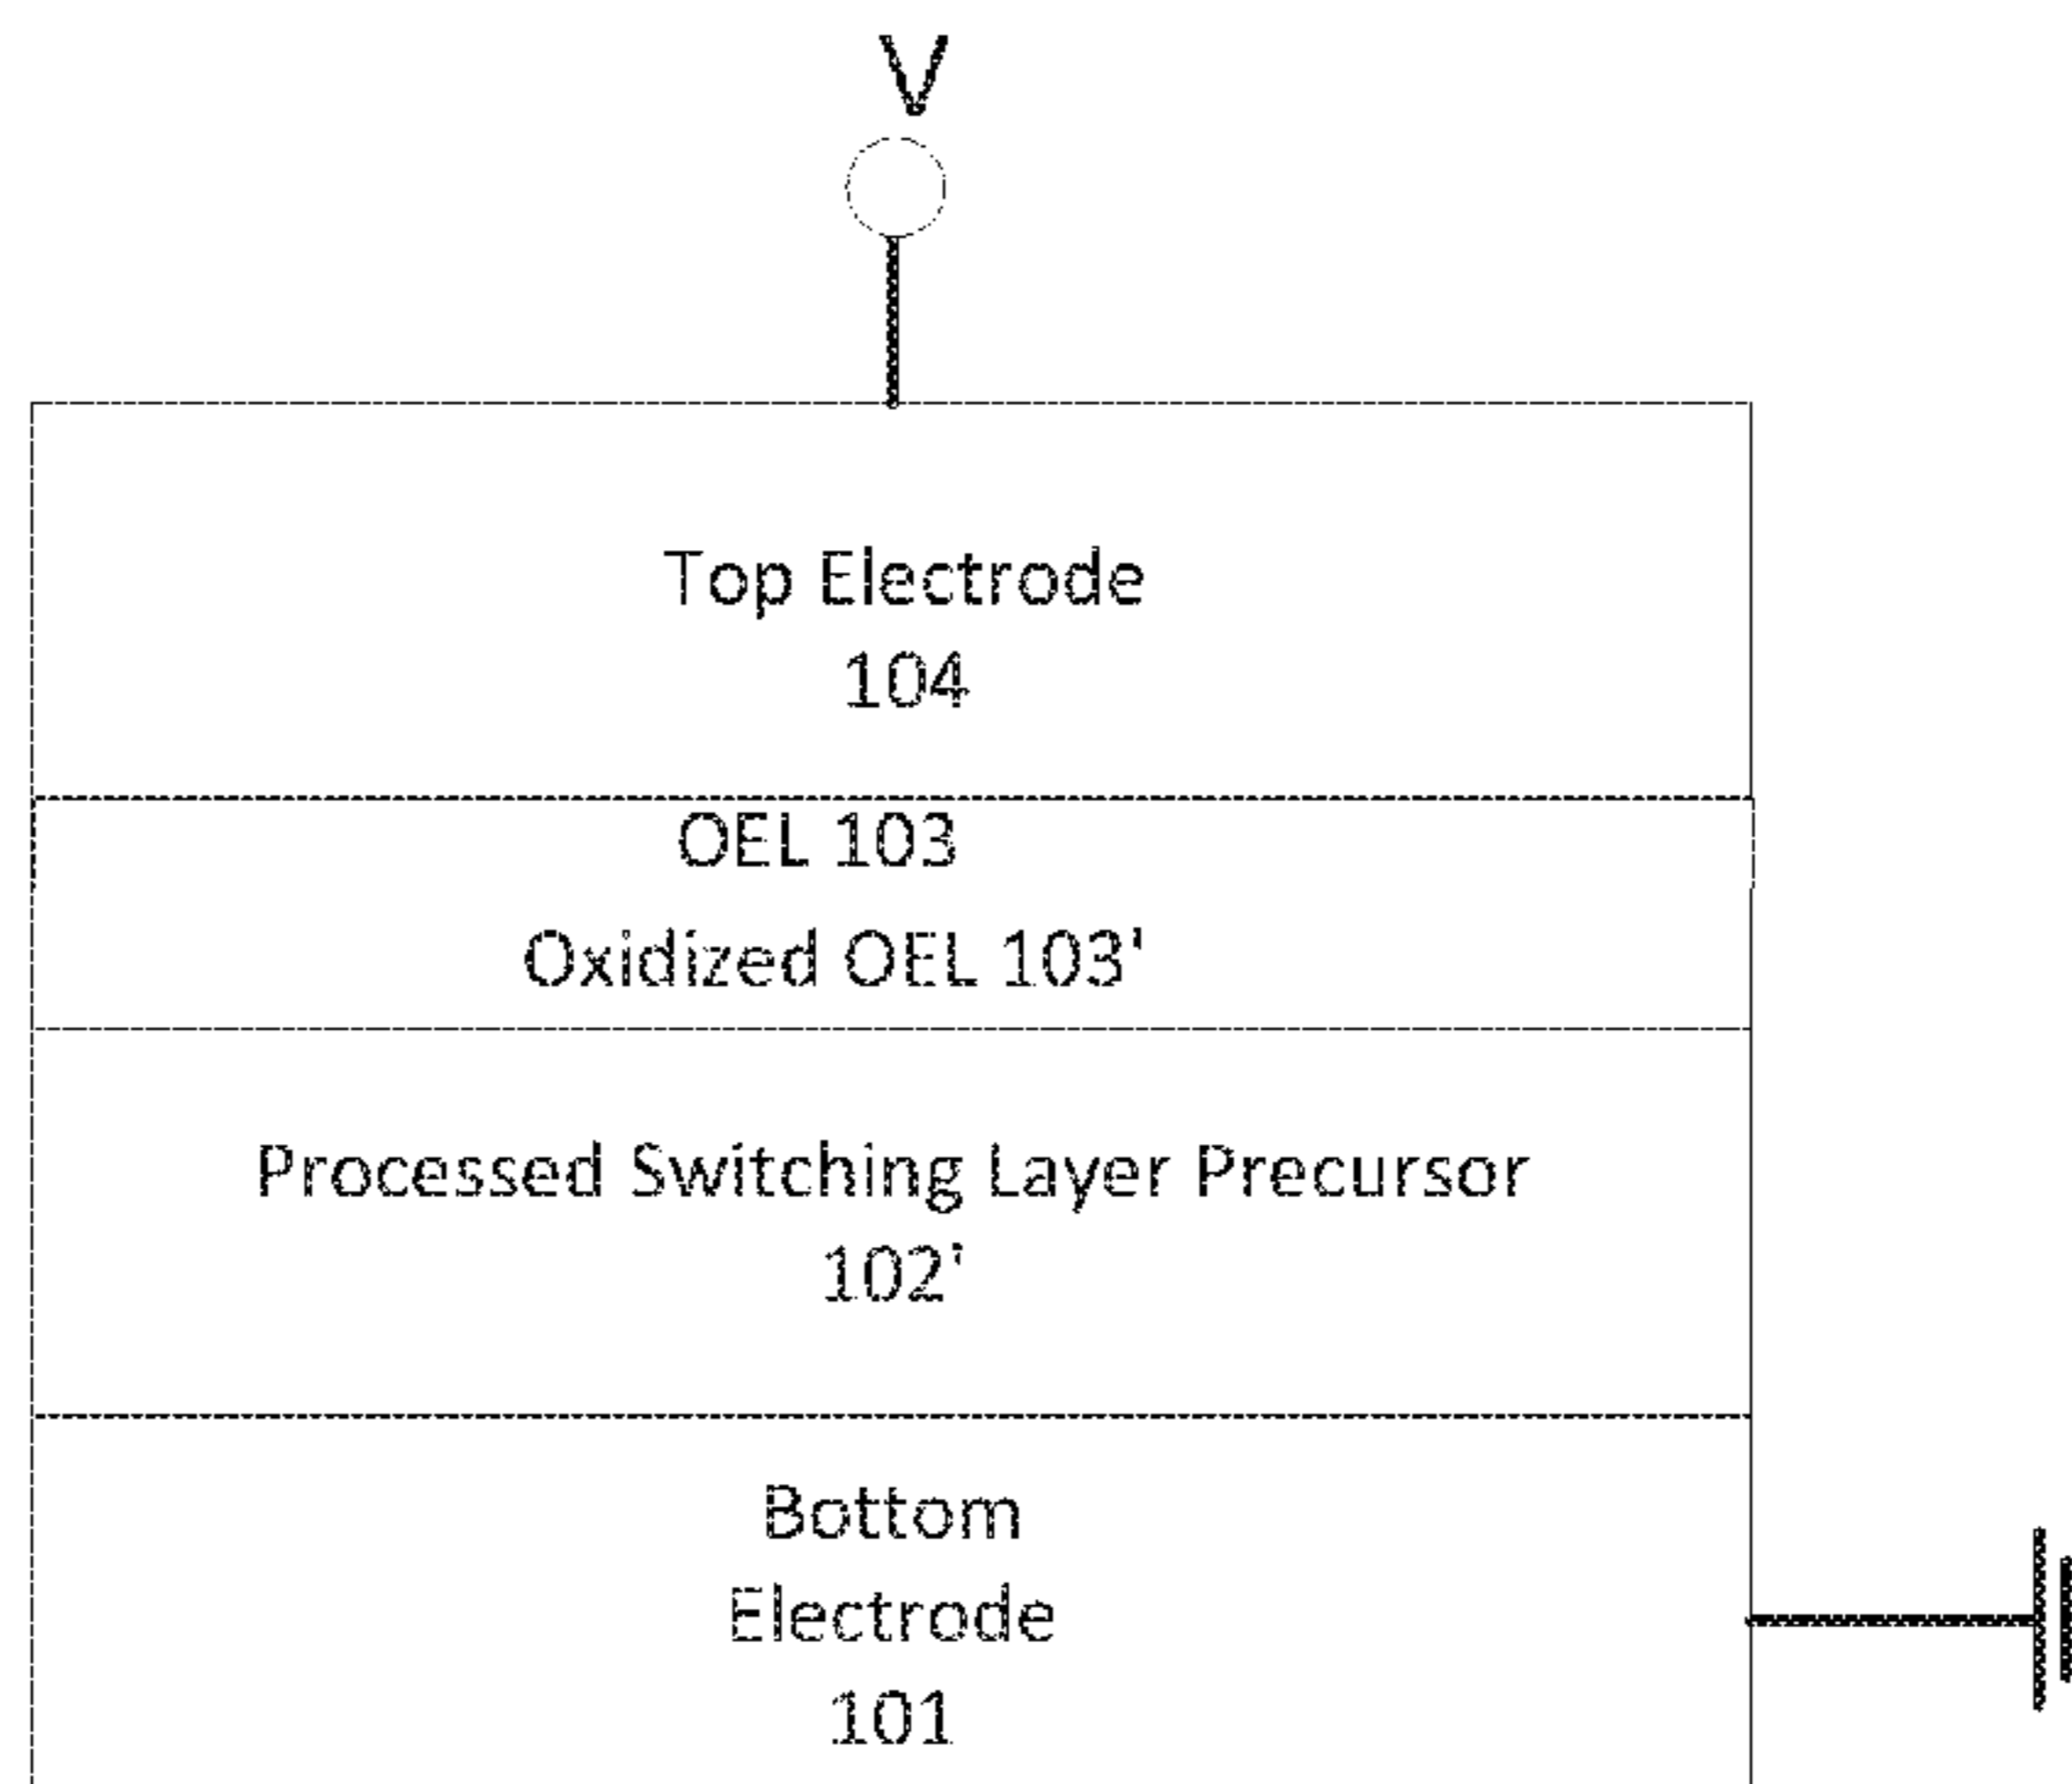 V
Top Electrode
104
OEL 103
Oxidized OEL 103'
Processed Switching Layer Precursor
102'
Bottom
Electrode
101